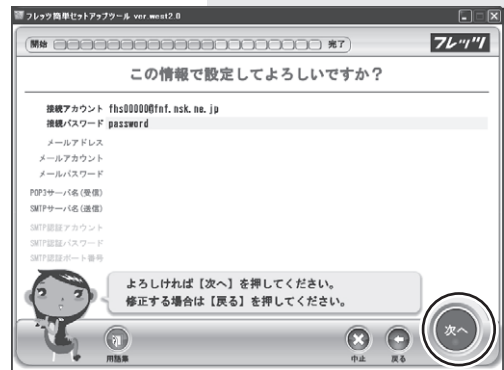 フレッツ簡単セットアップツール ver.west2.0
開始 完了 フレッツ
この情報で設定してよろしいですか？
接続アカウント fhs00000@fnf.nsk.ne.jp
接続パスワード password
メールアドレス
メールアカウント
メールパスワード
POP3サーバ名(受信)
SMTPサーバ名(送信)
SMTP認証アカウント
SMTP認証パスワード
SMTP認証ポート番号
よろしければ【次へ】を押してください。
修正する場合は【戻る】を押してください。
次へ
用語集 中止 戻る